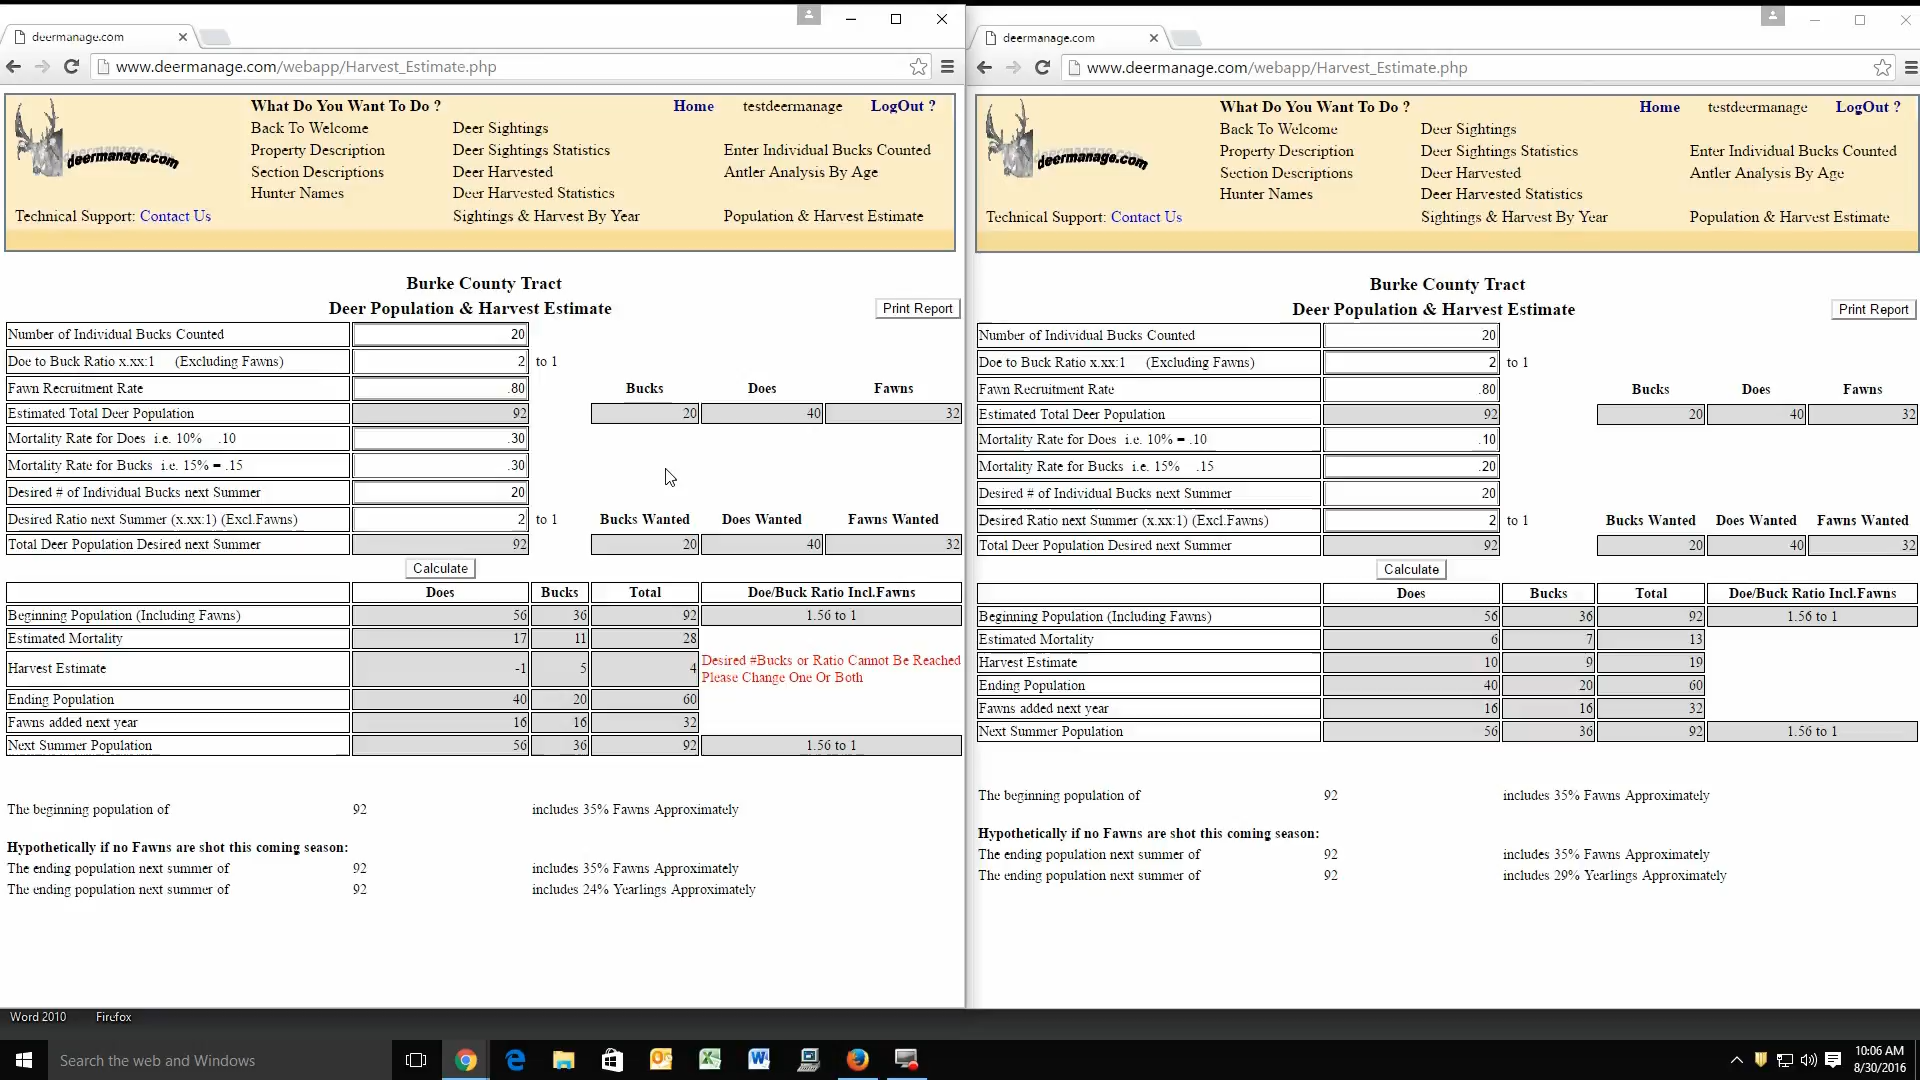 deermanage.com
www.deermanage.com/webapp/Harvest_Estimate.php
What Do You Want To Do ?
Home testdeermanage LogOut ?
Back To Welcome Deer Sightings
Property Description Deer Sightings Statistics Enter Individual Bucks Counted
Section Descriptions Deer Harvested Antler Analysis By Age
Hunter Names Deer Harvested Statistics
deermanage.com
Technical Support: Contact Us Sightings & Harvest By Year Population & Harvest Estimate
Burke County Tract
Deer Population & Harvest Estimate
Print Report
Number of Individual Bucks Counted 20
Doe to Buck Ratio x.xx:1 (Excluding Fawns) 2 to 1
Fawn Recruitment Rate .80 Bucks Does Fawns
Estimated Total Deer Population 92 20 40 32
Mortality Rate for Does i.e. 10% .10 .30
Mortality Rate for Bucks i.e. 15% = .15 .30
Desired # of Individual Bucks next Summer 20
Desired Ratio next Summer (x.xx:1) (Excl.Fawns) 2 to 1 Bucks Wanted Does Wanted Fawns Wanted
Total Deer Population Desired next Summer 92 20 40 32
Calculate
Does Bucks Total Doe/Buck Ratio Incl.Fawns
Beginning Population (Including Fawns) 56 36 92 1.56 to 1
Estimated Mortality 17 11 28
Harvest Estimate -1 5 4 Desired #Bucks or Ratio Cannot Be Reached
Please Change One Or Both
Ending Population 40 20 60
Fawns added next year 16 16 32
Next Summer Population 56 36 92 1.56 to 1
The beginning population of 92 includes 35% Fawns Approximately
Hypothetically if no Fawns are shot this coming season:
The ending population next summer of 92 includes 35% Fawns Approximately
The ending population next summer of 92 includes 24% Yearlings Approximately
deermanage.com
www.deermanage.com/webapp/Harvest_Estimate.php
What Do You Want To Do ?
Home testdeermanage LogOut ?
Back To Welcome Deer Sightings
Property Description Deer Sightings Statistics Enter Individual Bucks Counted
Section Descriptions Deer Harvested Antler Analysis By Age
Hunter Names Deer Harvested Statistics
deermanage.com
Technical Support: Contact Us Sightings & Harvest By Year Population & Harvest Estimate
Burke County Tract
Deer Population & Harvest Estimate
Print Report
Number of Individual Bucks Counted 20
Doe to Buck Ratio x.xx:1 (Excluding Fawns) 2 to 1
Fawn Recruitment Rate .80 Bucks Does Fawns
Estimated Total Deer Population 92 20 40 32
Mortality Rate for Does i.e. 10% = .10 .10
Mortality Rate for Bucks i.e. 15% .15 .20
Desired # of Individual Bucks next Summer 20
Desired Ratio next Summer (x.xx:1) (Excl.Fawns) 2 to 1 Bucks Wanted Does Wanted Fawns Wanted
Total Deer Population Desired next Summer 92 20 40 32
Calculate
Does Bucks Total Doe/Buck Ratio Incl.Fawns
Beginning Population (Including Fawns) 56 36 92 1.56 to 1
Estimated Mortality 6 7 13
Harvest Estimate 10 9 19
Ending Population 40 20 60
Fawns added next year 16 16 32
Next Summer Population 56 36 92 1.56 to 1
The beginning population of 92 includes 35% Fawns Approximately
Hypothetically if no Fawns are shot this coming season:
The ending population next summer of 92 includes 35% Fawns Approximately
The ending population next summer of 92 includes 29% Yearlings Approximately
Word 2010 Firefox
Search the web and Windows
10:06 AM
8/30/2016